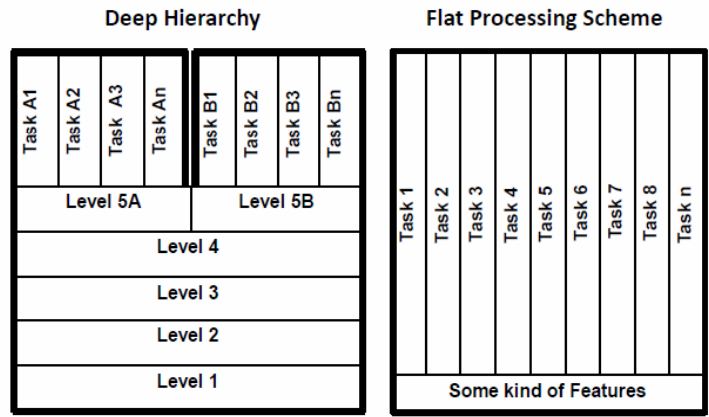 Deep Hierarchy
Task A1
Task A2
Task A3
Task An
Task B1
Task B2
Task B3
Task Bn
Level 5A
Level 5B
Level 4
Level 3
Level 2
Level 1
Flat Processing Scheme
Task 1
Task 2
Task 3
Task 4
Task 5
Task 6
Task 7
Task 8
Task n
Some kind of Features